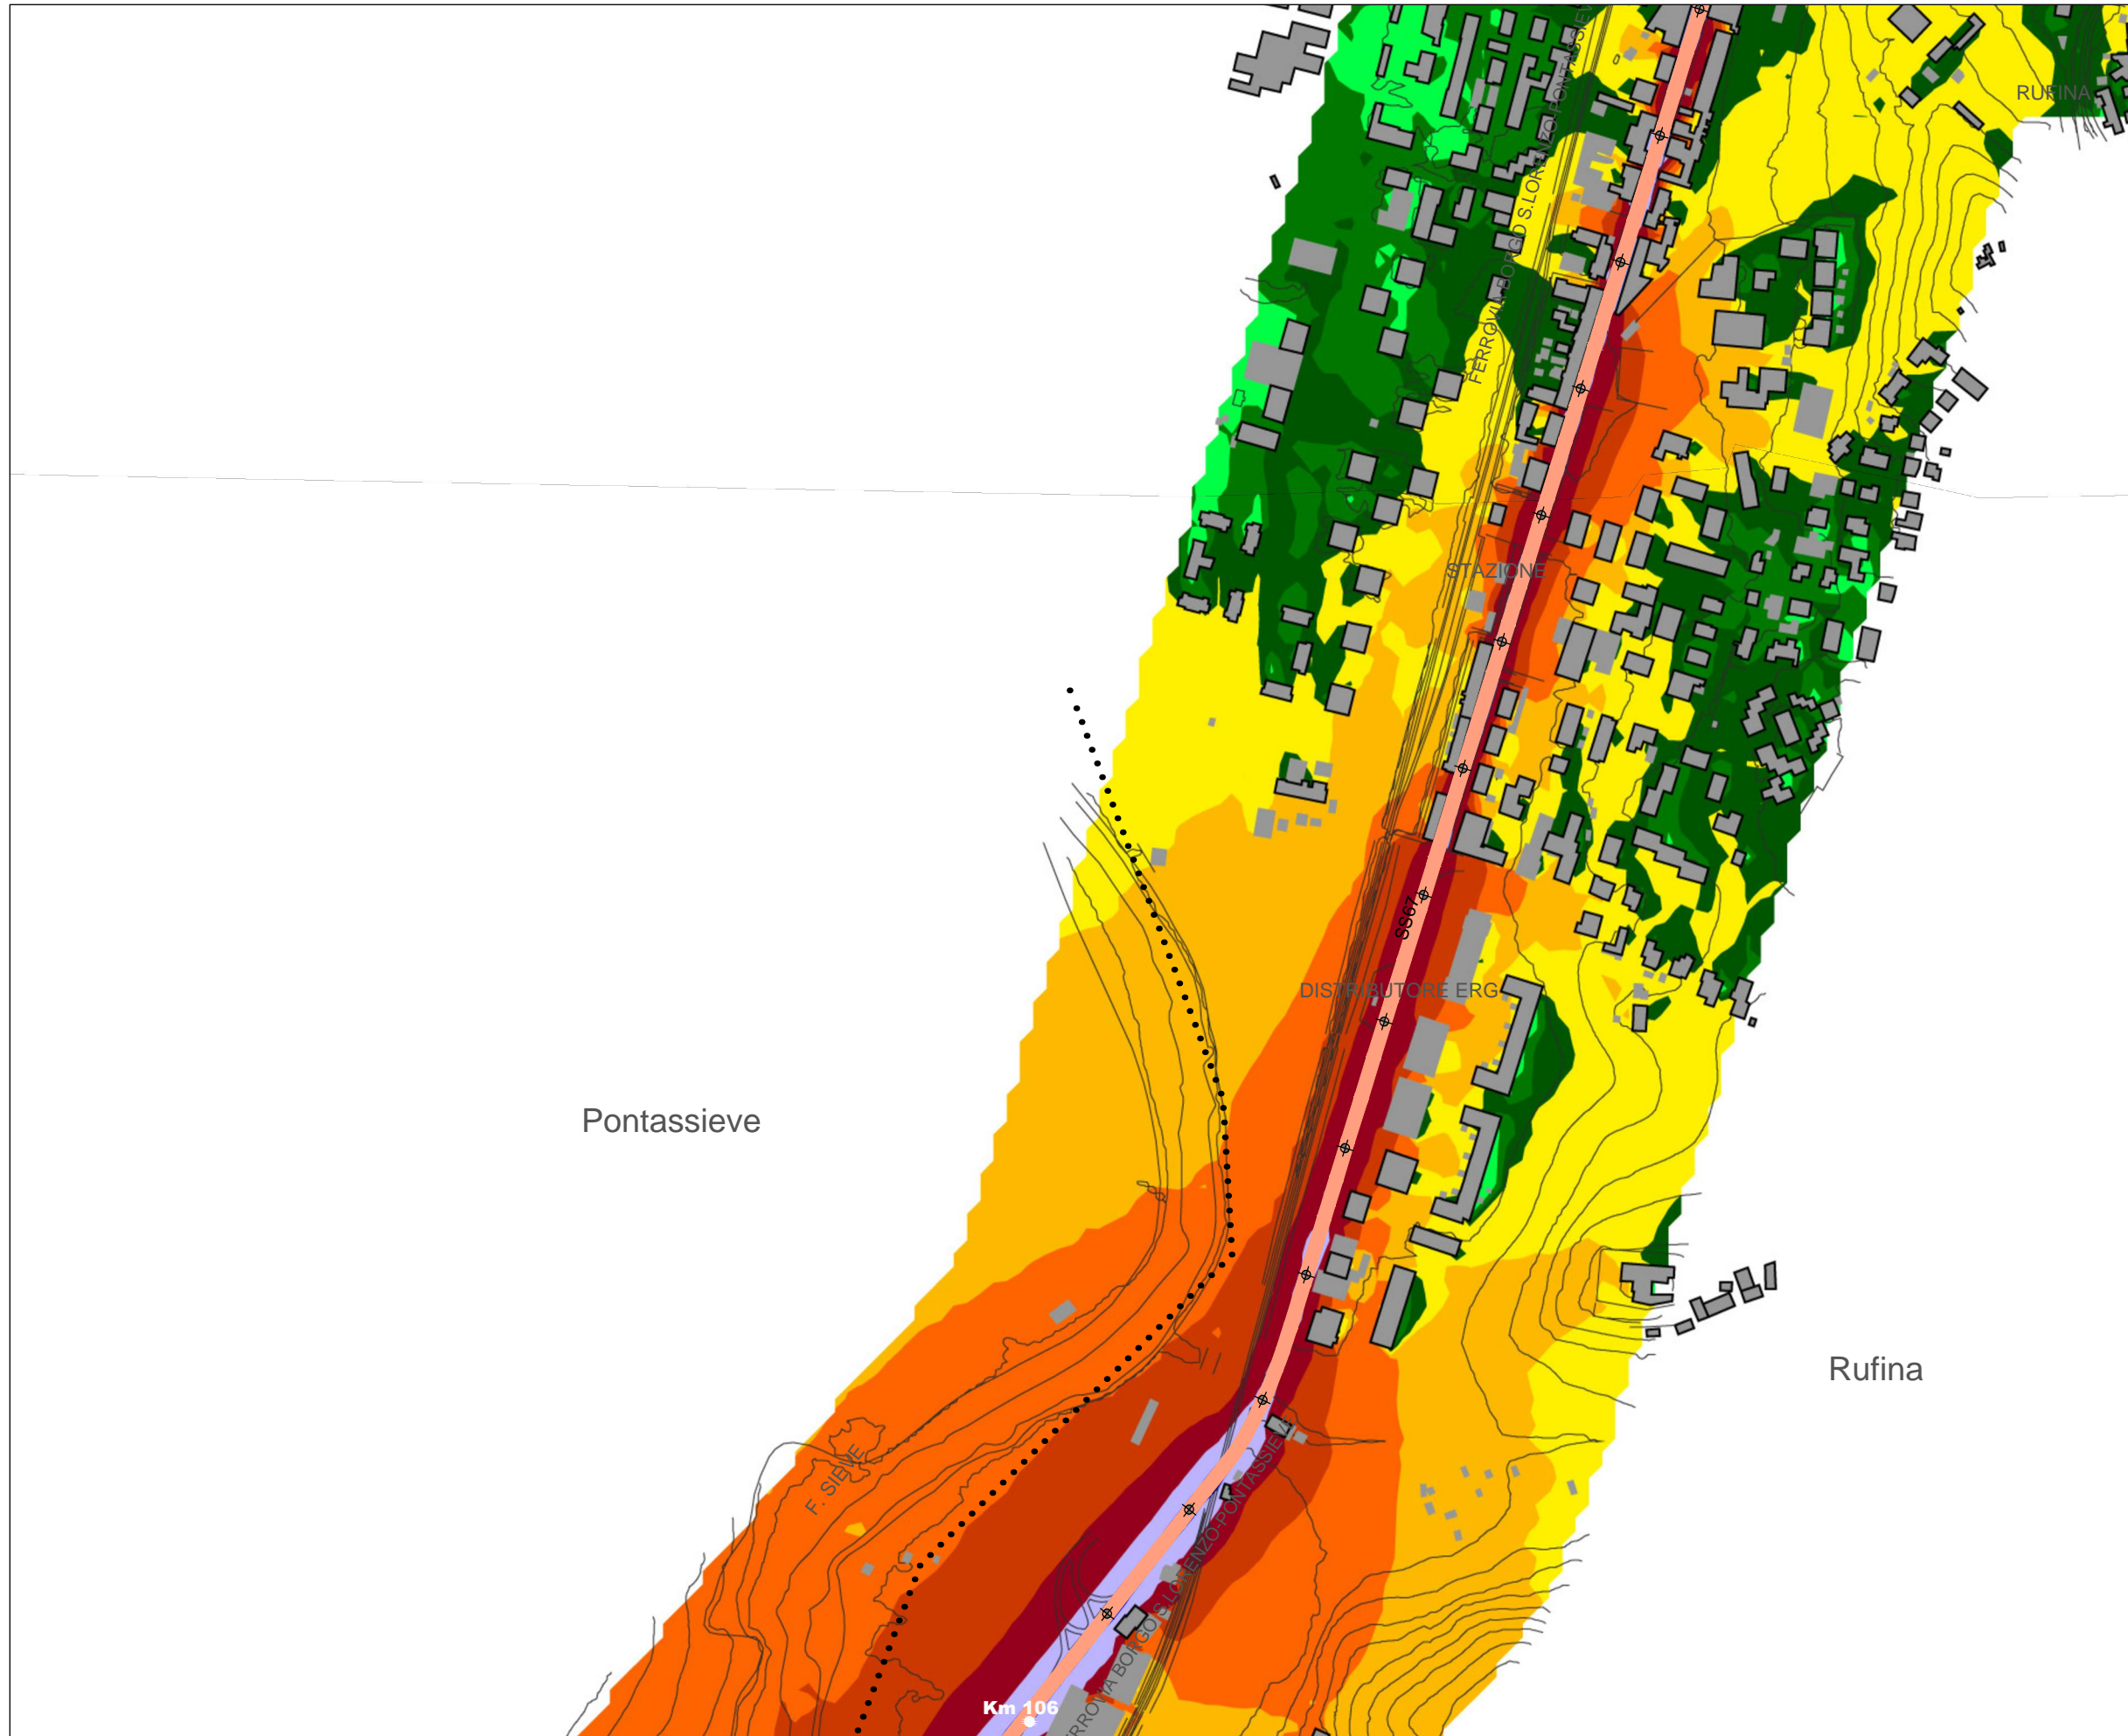 FERROVIA BORGO S.LORENZO-PONTASSIEVE
RUFINA
STAZIONE
SS67
DISTRIBUTORE ERG
Pontassieve
Rufina
F. SIEVE
FERROVIA BORGO S.LORENZO-PONTASSIEVE
Km 106